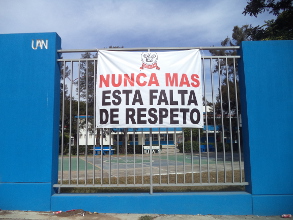 UAN
NUNCA MAS
ESTA FALTA
DE RESPETO